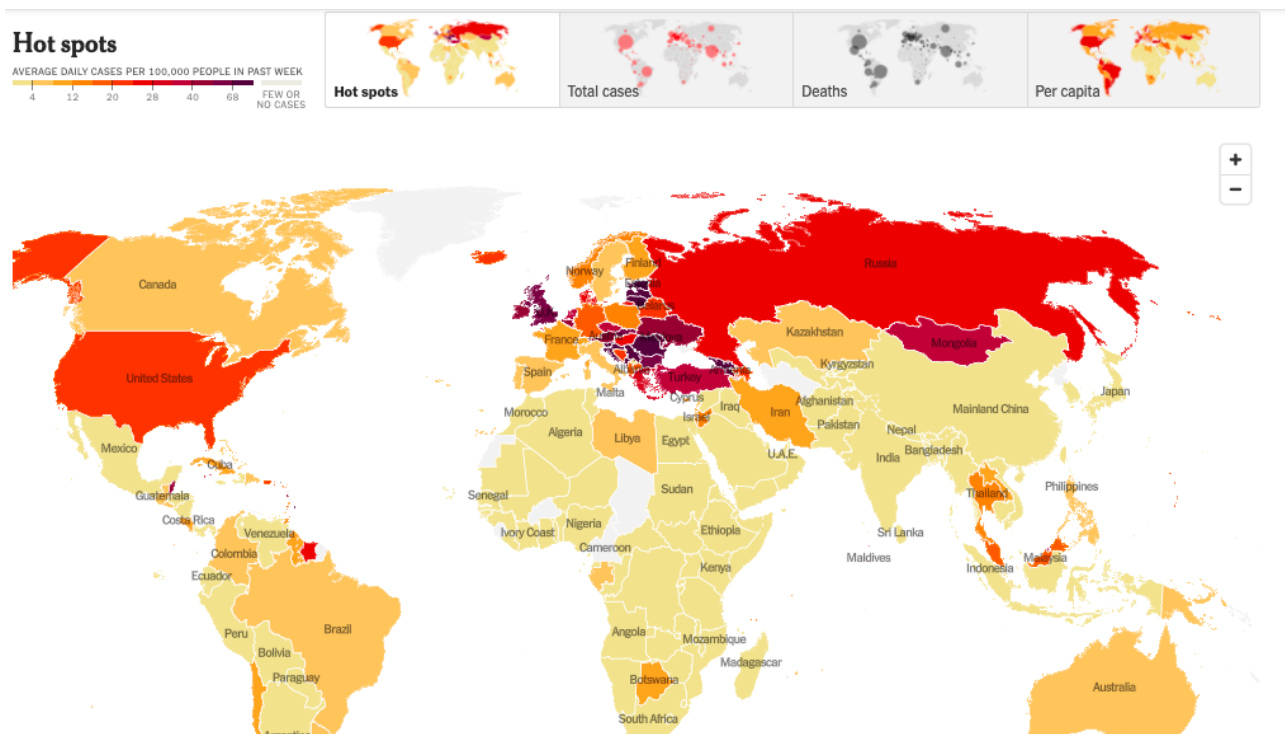 Hot spots
AVERAGE DAILY CASES PER 100,000 PEOPLE IN PAST WEEK
4 12 20 28 40 68 FEW OR
NO CASES
Hot spots
Total cases
Deaths
Per capita
+
−
Russia
Finland
Norway
Estonia
Canada
Belarus
Kazakhstan
France
Mongolia
Kyrgyzstan
United States
Spain
Turkey
Malta
Cyprus
Japan
Afghanistan
Morocco
Iraq
Iran
Mainland China
Israel
Mexico
Algeria
Libya
Egypt
Pakistan
Nepal
India
Bangladesh
U.A.E.
Cuba
Guatemala
Senegal
Sudan
Thailand
Philippines
Costa Rica
Nigeria
Ethiopia
Venezuela
Ivory Coast
Sri Lanka
Colombia
Cameroon
Maldives
Malaysia
Ecuador
Kenya
Indonesia
Peru
Brazil
Angola
Mozambique
Bolivia
Madagascar
Paraguay
Botswana
Australia
South Africa